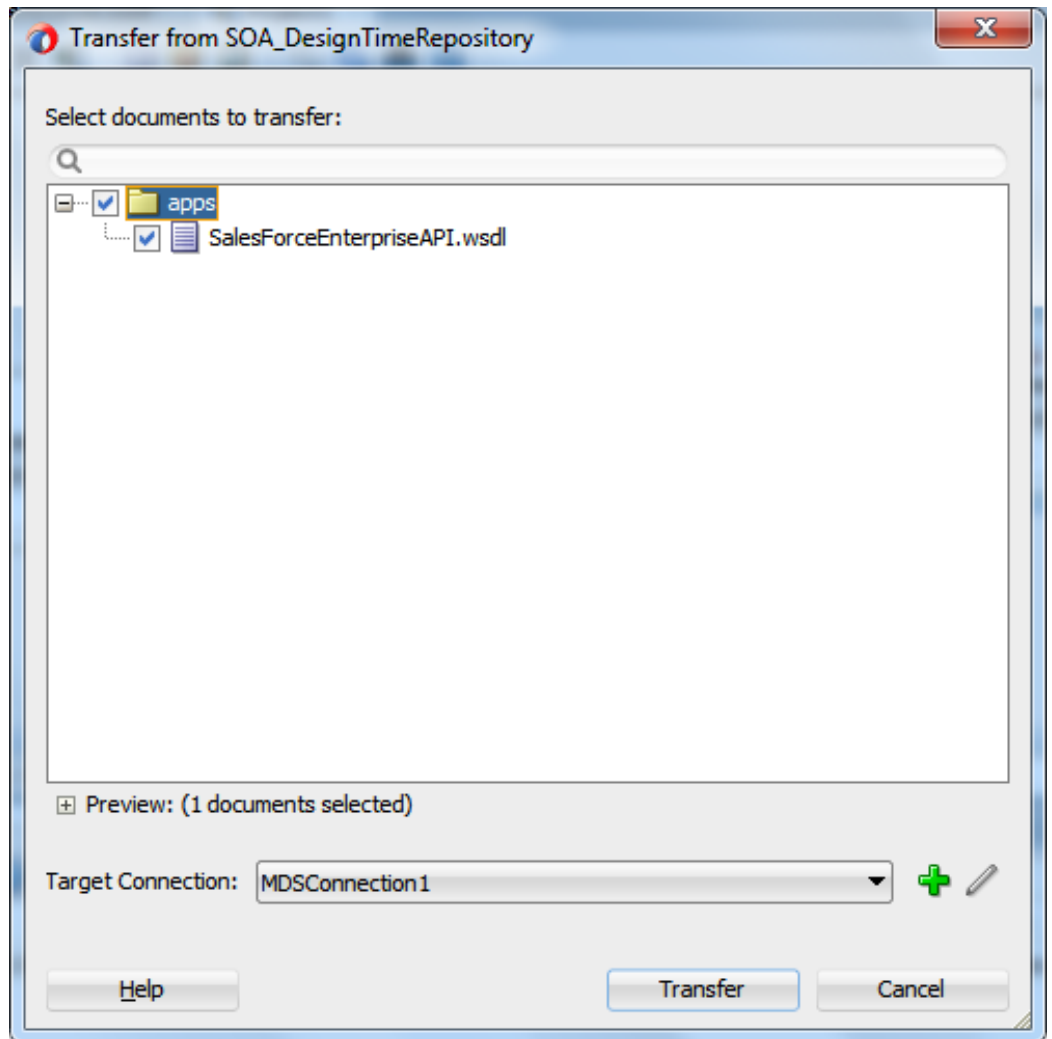 Transfer from SOA_DesignTimeRepository
Select documents to transfer:
apps
SalesForceEnterpriseAPI.wsdl
Preview: (1 documents selected)
Target Connection: MDSConnection1
Help Transfer Cancel